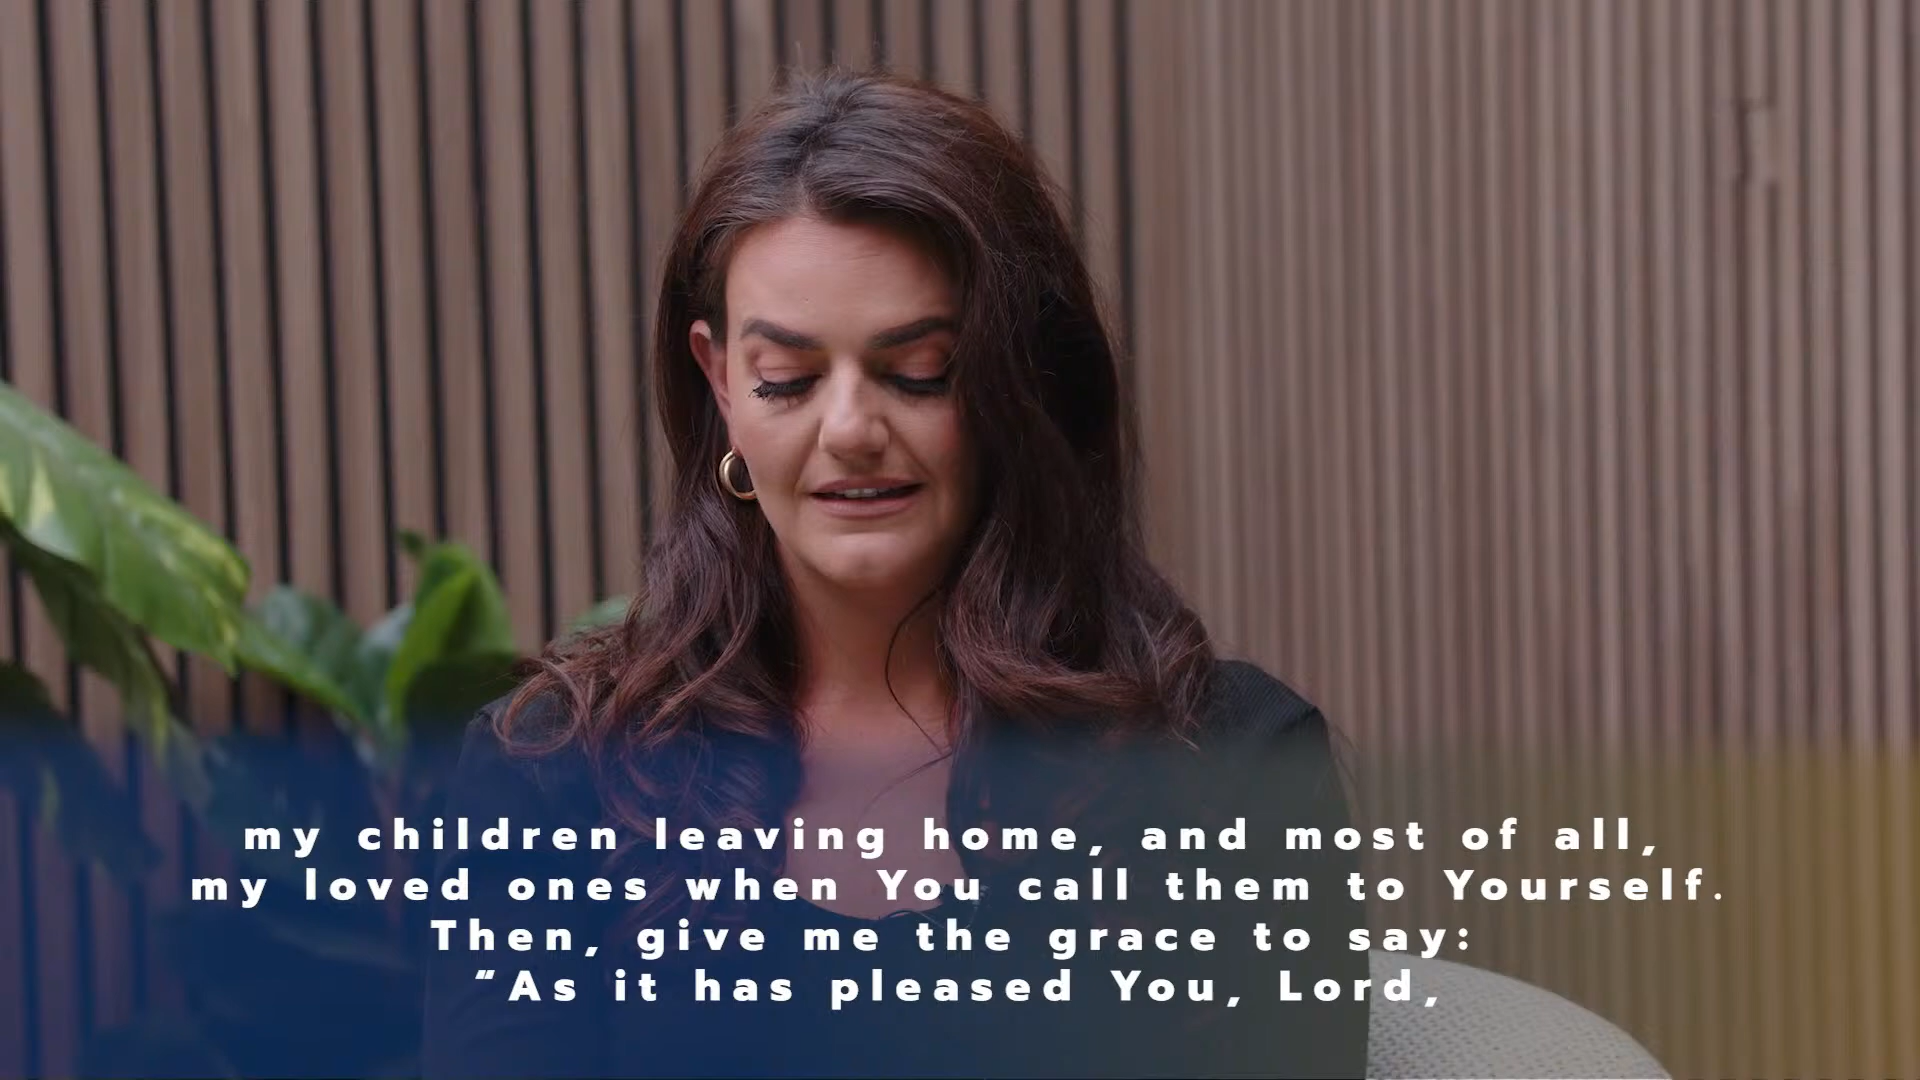 my children leaving home, and most of all,
my loved ones when You call them to Yourself.
Then, give me the grace to say:
“As it has pleased You, Lord,